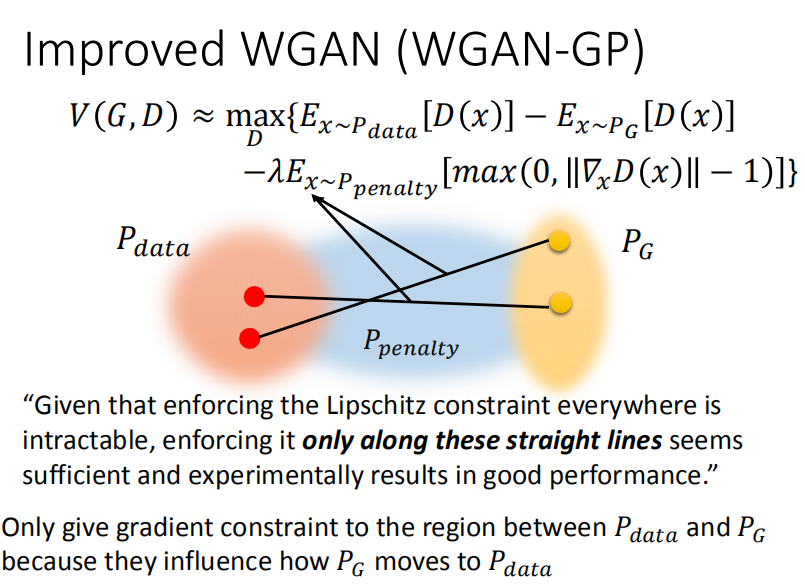 Improved WGAN (WGAN-GP)
V(G, D) ≈ max_D{E_{x~P_data}[D(x)] − E_{x~P_G}[D(x)]
−λE_{x~P_penalty}[max(0, ‖∇_x D(x)‖ − 1)]}
P_data
P_G
P_penalty
“Given that enforcing the Lipschitz constraint everywhere is
intractable, enforcing it only along these straight lines seems
sufficient and experimentally results in good performance.”
Only give gradient constraint to the region between P_data and P_G
because they influence how P_G moves to P_data